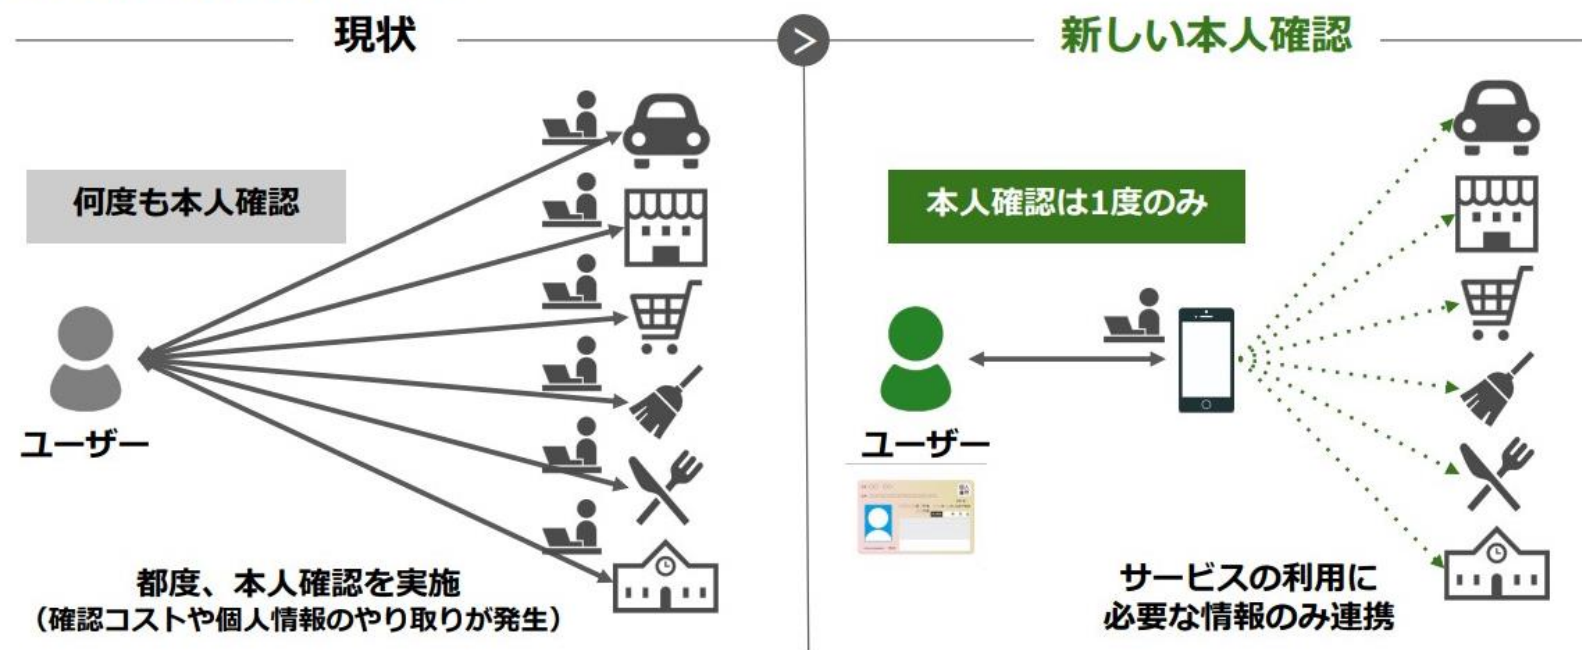 現状
新しい本人確認
何度も本人確認
本人確認は1度のみ
ユーザー
ユーザー
都度、本人確認を実施
（確認コストや個人情報のやり取りが発生）
サービスの利用に
必要な情報のみ連携